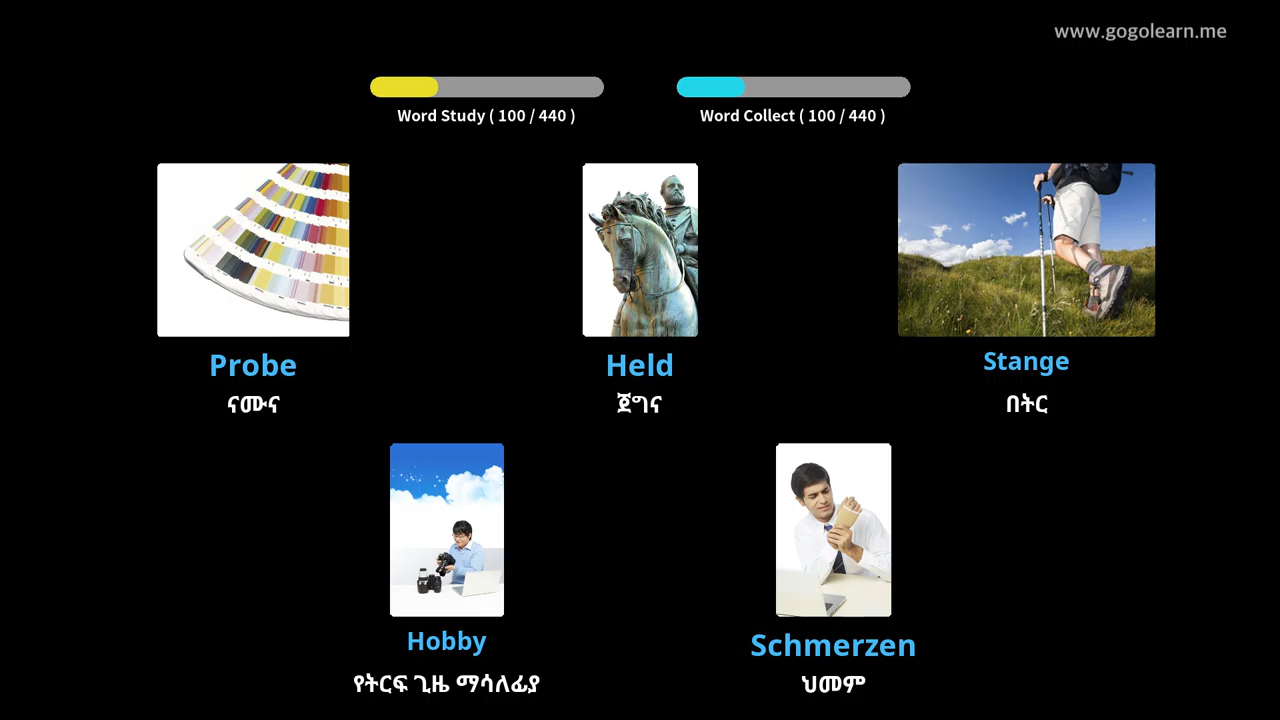 www.gogolearn.me
Word Study ( 100 / 440 )
Word Collect ( 100 / 440 )
Probe
ናሙና
Held
ጀግና
Stange
በትር
Hobby
የትርፍ ጊዜ ማሳለፊያ
Schmerzen
ህመም